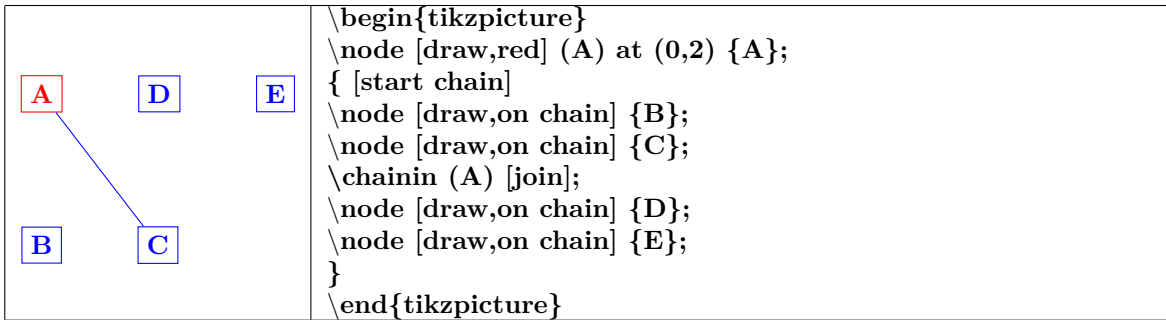 A D E
B C
\begin{tikzpicture}
\node [draw,red] (A) at (0,2) {A};
{ [start chain]
\node [draw,on chain] {B};
\node [draw,on chain] {C};
\chainin (A) [join];
\node [draw,on chain] {D};
\node [draw,on chain] {E};
}
\end{tikzpicture}